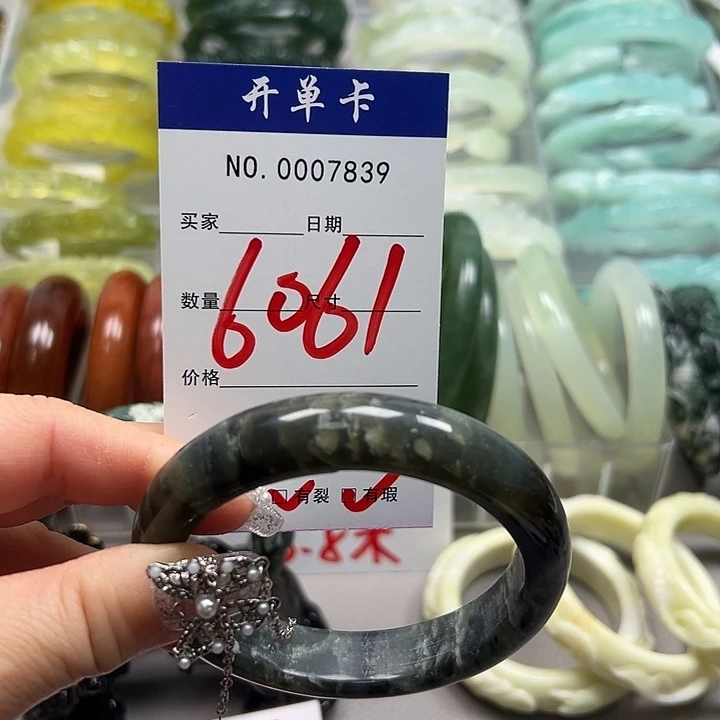 开单卡
NO. 0007839
买家 日期
数量 尺寸
6061
价格
有裂 有瑕